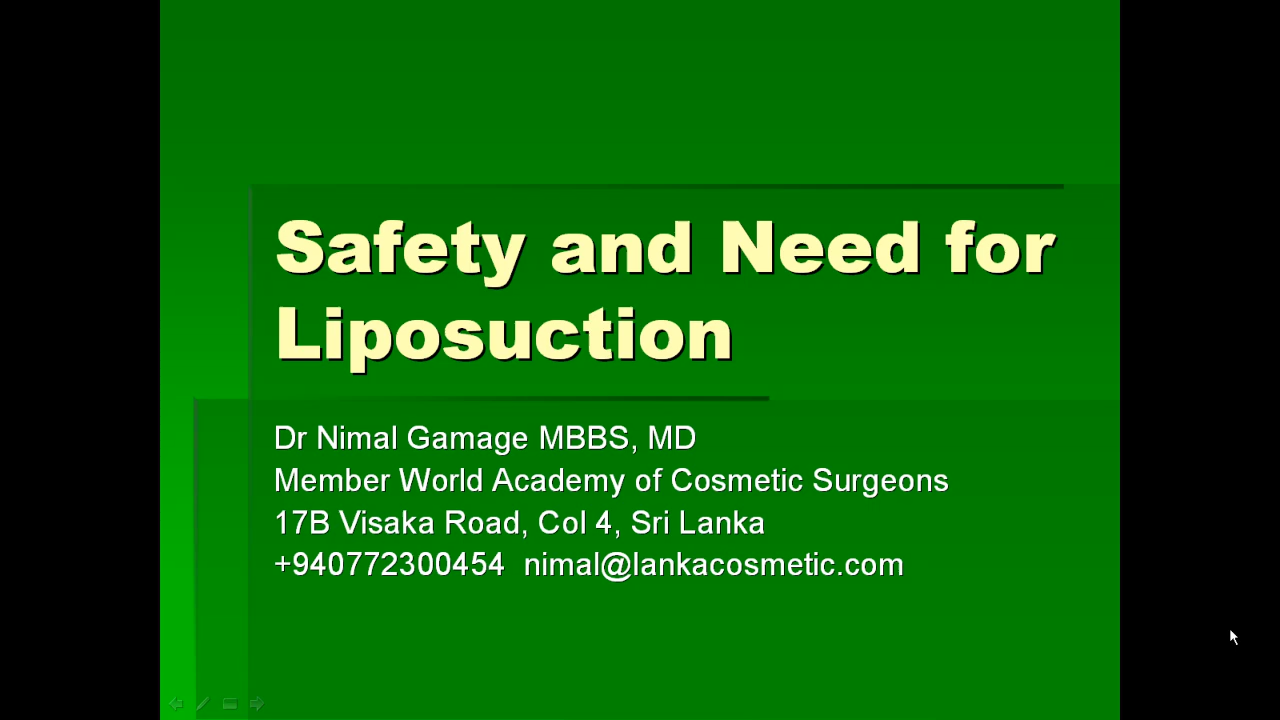 Safety and Need for
Liposuction
Dr Nimal Gamage MBBS, MD
Member World Academy of Cosmetic Surgeons
17B Visaka Road, Col 4, Sri Lanka
+940772300454  nimal@lankacosmetic.com